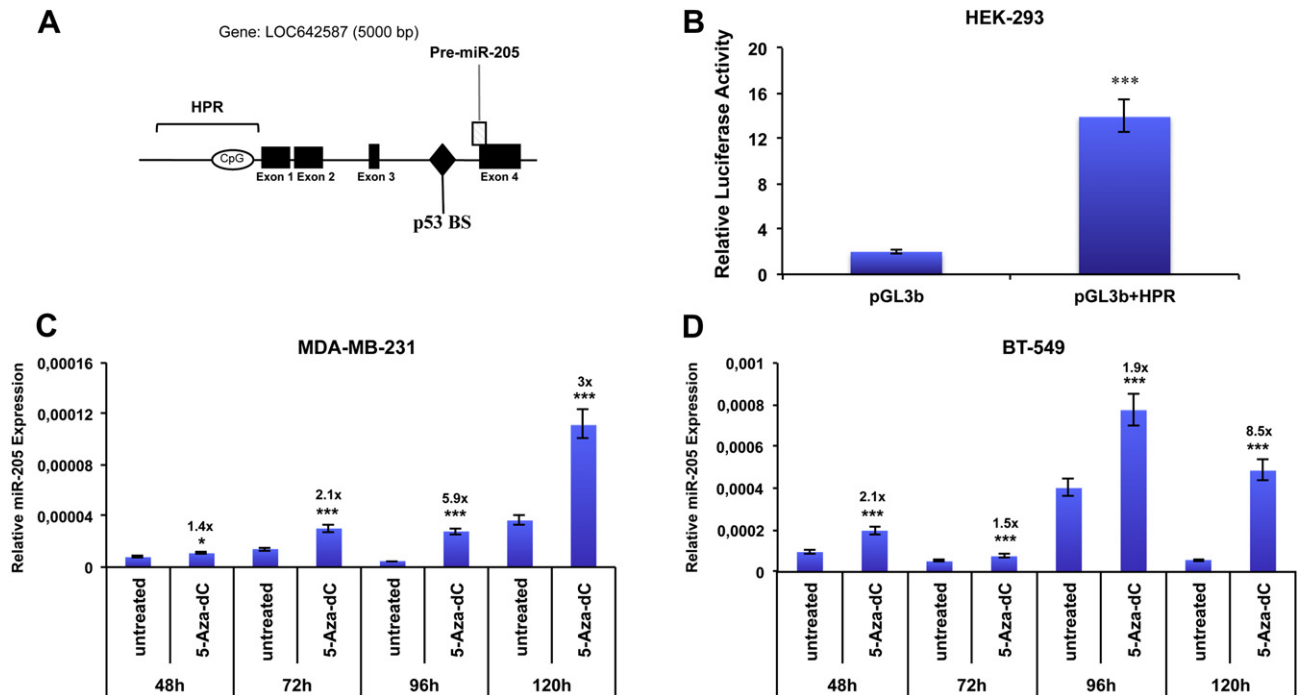 A
Gene: LOC642587 (5000 bp)
Pre-miR-205
HPR
CpG
Exon 1 Exon 2
Exon 3
Exon 4
p53 BS
B
HEK-293
Relative Luciferase Activity
20
16
12
8
4
0
***
pGL3b
pGL3b+HPR
C
MDA-MB-231
Relative miR-205 Expression
0,00016
0,00012
0,00008
0,00004
0
1.4x
*
2.1x
***
5.9x
***
3x
***
untreated
5-Aza-dC
untreated
5-Aza-dC
untreated
5-Aza-dC
untreated
5-Aza-dC
48h
72h
96h
120h
D
BT-549
Relative miR-205 Expression
0,001
0,0008
0,0006
0,0004
0,0002
0
2.1x
***
1.5x
***
1.9x
***
8.5x
***
untreated
5-Aza-dC
untreated
5-Aza-dC
untreated
5-Aza-dC
untreated
5-Aza-dC
48h
72h
96h
120h